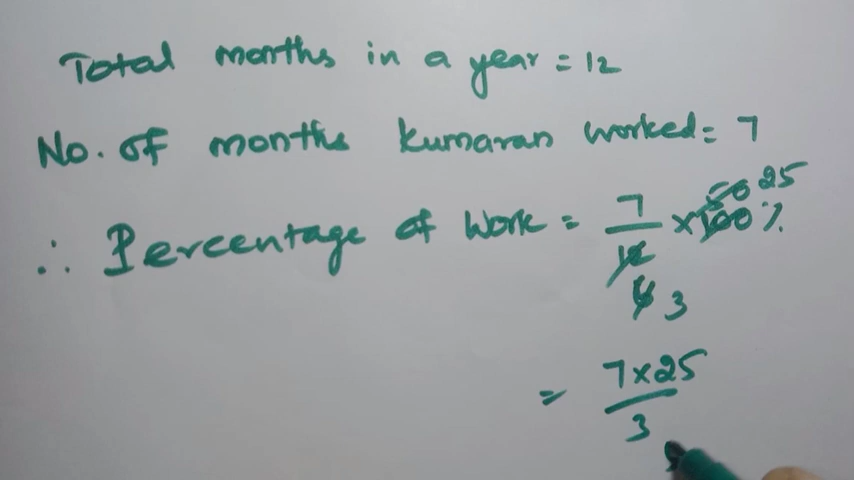 Total months in a year = 12
No. of months kumaran worked = 7
∴ Percentage of Work = 7/12 × 100 % 50 25
6 3
= 7×25/3